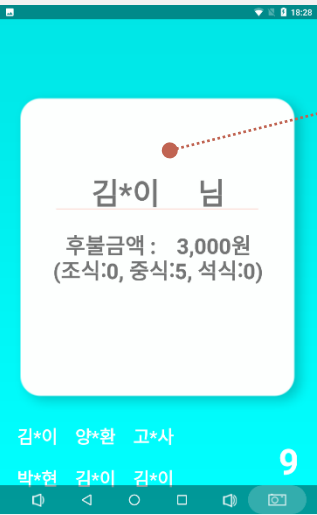 18:28
김*이 님
후불금액 : 3,000원
(조식:0, 중식:5, 석식:0)
김*이 양*환 고*사
9
박*현 김*이 김*이